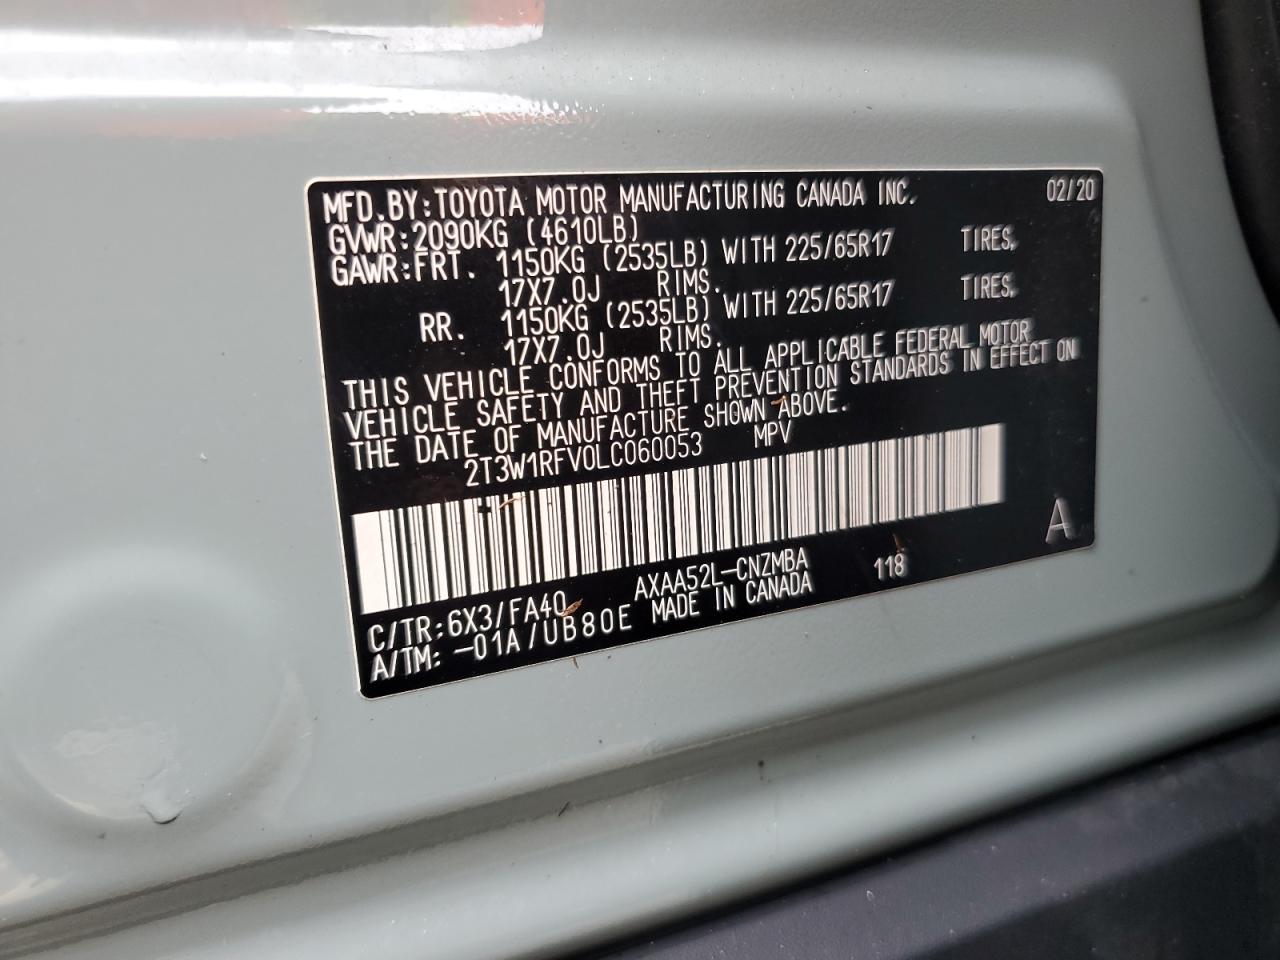 MFD.BY:TOYOTA MOTOR MANUFACTURING CANADA INC. 02/20
GVWR:2090KG (4610LB)
GAWR:FRT. 1150KG (2535LB) WITH 225/65R17 TIRES,
17X7.0J RIMS.
RR. 1150KG (2535LB) WITH 225/65R17 TIRES,
17X7.0J RIMS.
THIS VEHICLE CONFORMS TO ALL APPLICABLE FEDERAL MOTOR
VEHICLE SAFETY AND THEFT PREVENTION STANDARDS IN EFFECT ON
THE DATE OF MANUFACTURE SHOWN ABOVE.
2T3W1RFV0LC060053 MPV
A
C/TR:6X3/FA40 AXAA52L-CNZMBA 118
A/TM: -01A/UB80E MADE IN CANADA